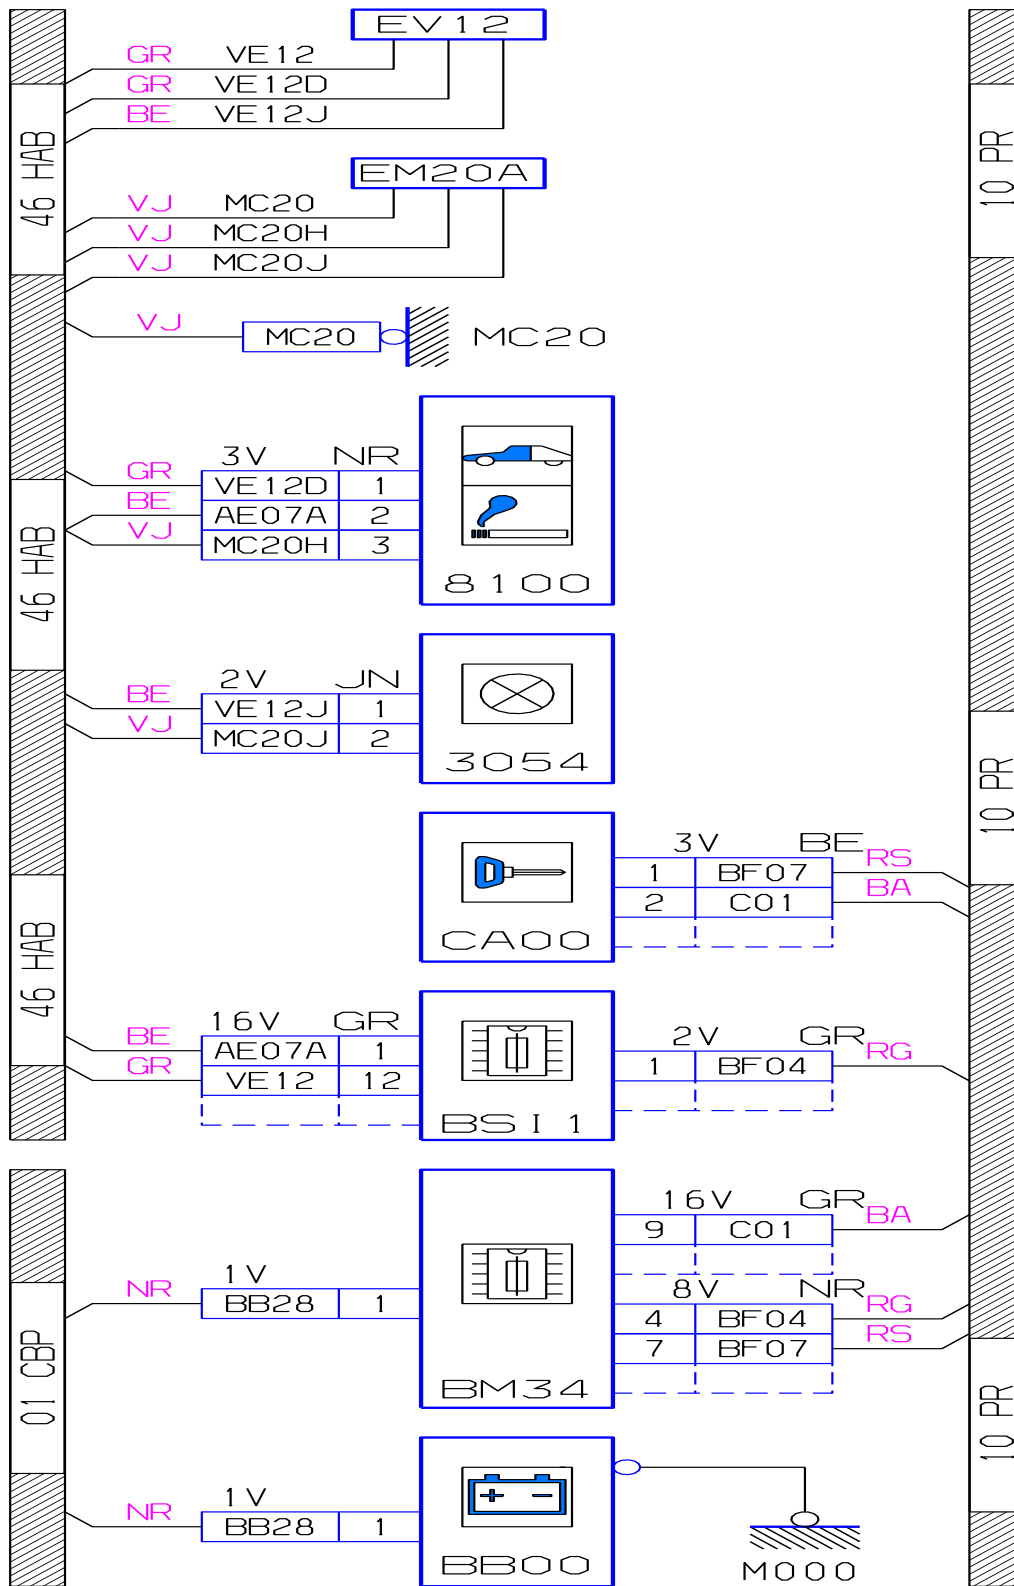 EV12
GR VE12
GR VE12D
BE VE12J
46 HAB
10 PR
EM20A
VJ MC20
VJ MC20H
VJ MC20J
VJ MC20 MC20
3V NR
GR VE12D 1
BE AE07A 2
VJ MC20H 3
8100
46 HAB
2V JN
BE VE12J 1
VJ MC20J 2
3054
10 PR
3V BE
1 BF07 RS
2 C01 BA
CA00
46 HAB
16V GR
BE AE07A 1
GR VE12 12
2V GR
1 BF04 RG
BSI1
16V GR
9 C01 BA
1V
NR BB28 1
8V NR
4 BF04 RG
7 BF07 RS
BM34
01 CBP
10 PR
1V
NR BB28 1
+ -
BB00
M000